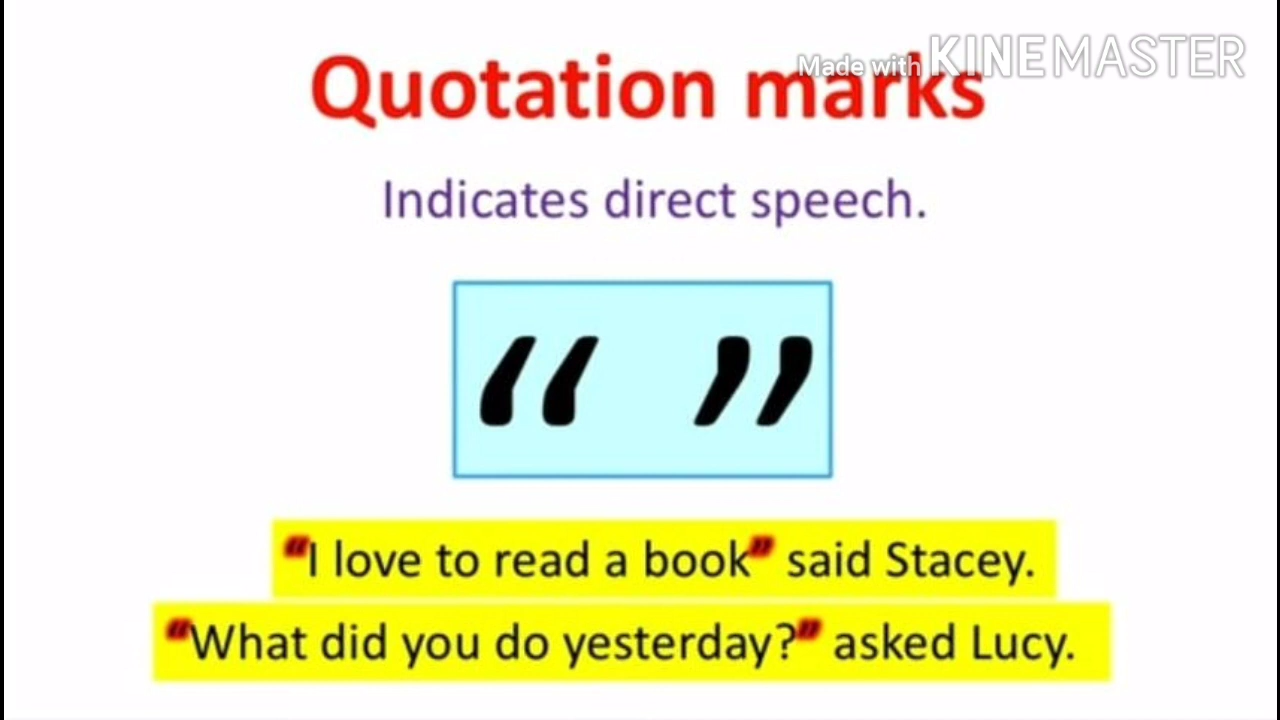 Made with KINEMASTER
Quotation marks
Indicates direct speech.
“ ”
“I love to read a book” said Stacey.
“What did you do yesterday?” asked Lucy.